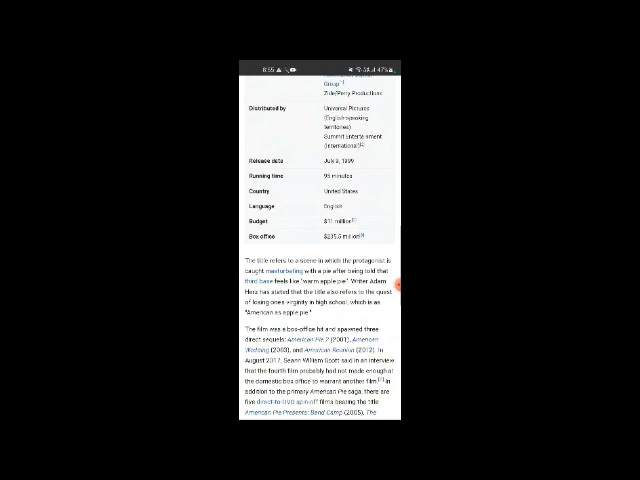 6:55
47%
Group[1]
Zide/Perry Productions
Distributed by
Universal Pictures
(English-speaking
territories)
Summit Entertainment
(International)[2]
Release date
July 9, 1999
Running time
95 minutes
Country
United States
Language
English
Budget
$11 million[3]
Box office
$235.5 million[3]
The title refers to a scene in which the protagonist is
caught masturbating with a pie after being told that
third base feels like "warm apple pie". Writer Adam
Herz has stated that the title also refers to the quest
of losing one's virginity in high school, which is as
"American as apple pie."
The film was a box-office hit and spawned three
direct sequels: American Pie 2 (2001), American
Wedding (2003), and American Reunion (2012). In
August 2017, Seann William Scott said in an interview
that the fourth film probably had not made enough at
the domestic box office to warrant another film.[4] In
addition to the primary American Pie saga, there are
five direct-to-DVD spin-off films bearing the title
American Pie Presents: Band Camp (2005), The